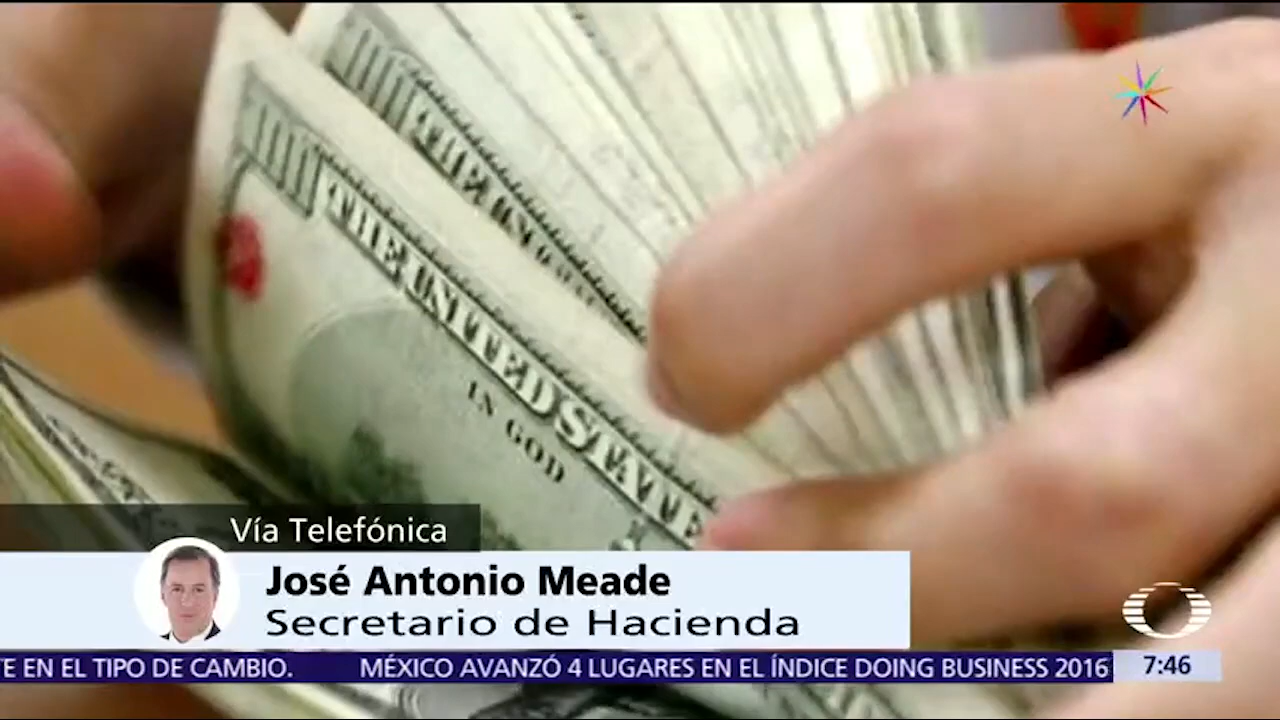 THE UNITED STATE
IN GOD
Vía Telefónica
José Antonio Meade
Secretario de Hacienda
TE EN EL TIPO DE CAMBIO. MÉXICO AVANZÓ 4 LUGARES EN EL ÍNDICE DOING BUSINESS 2016
7:46